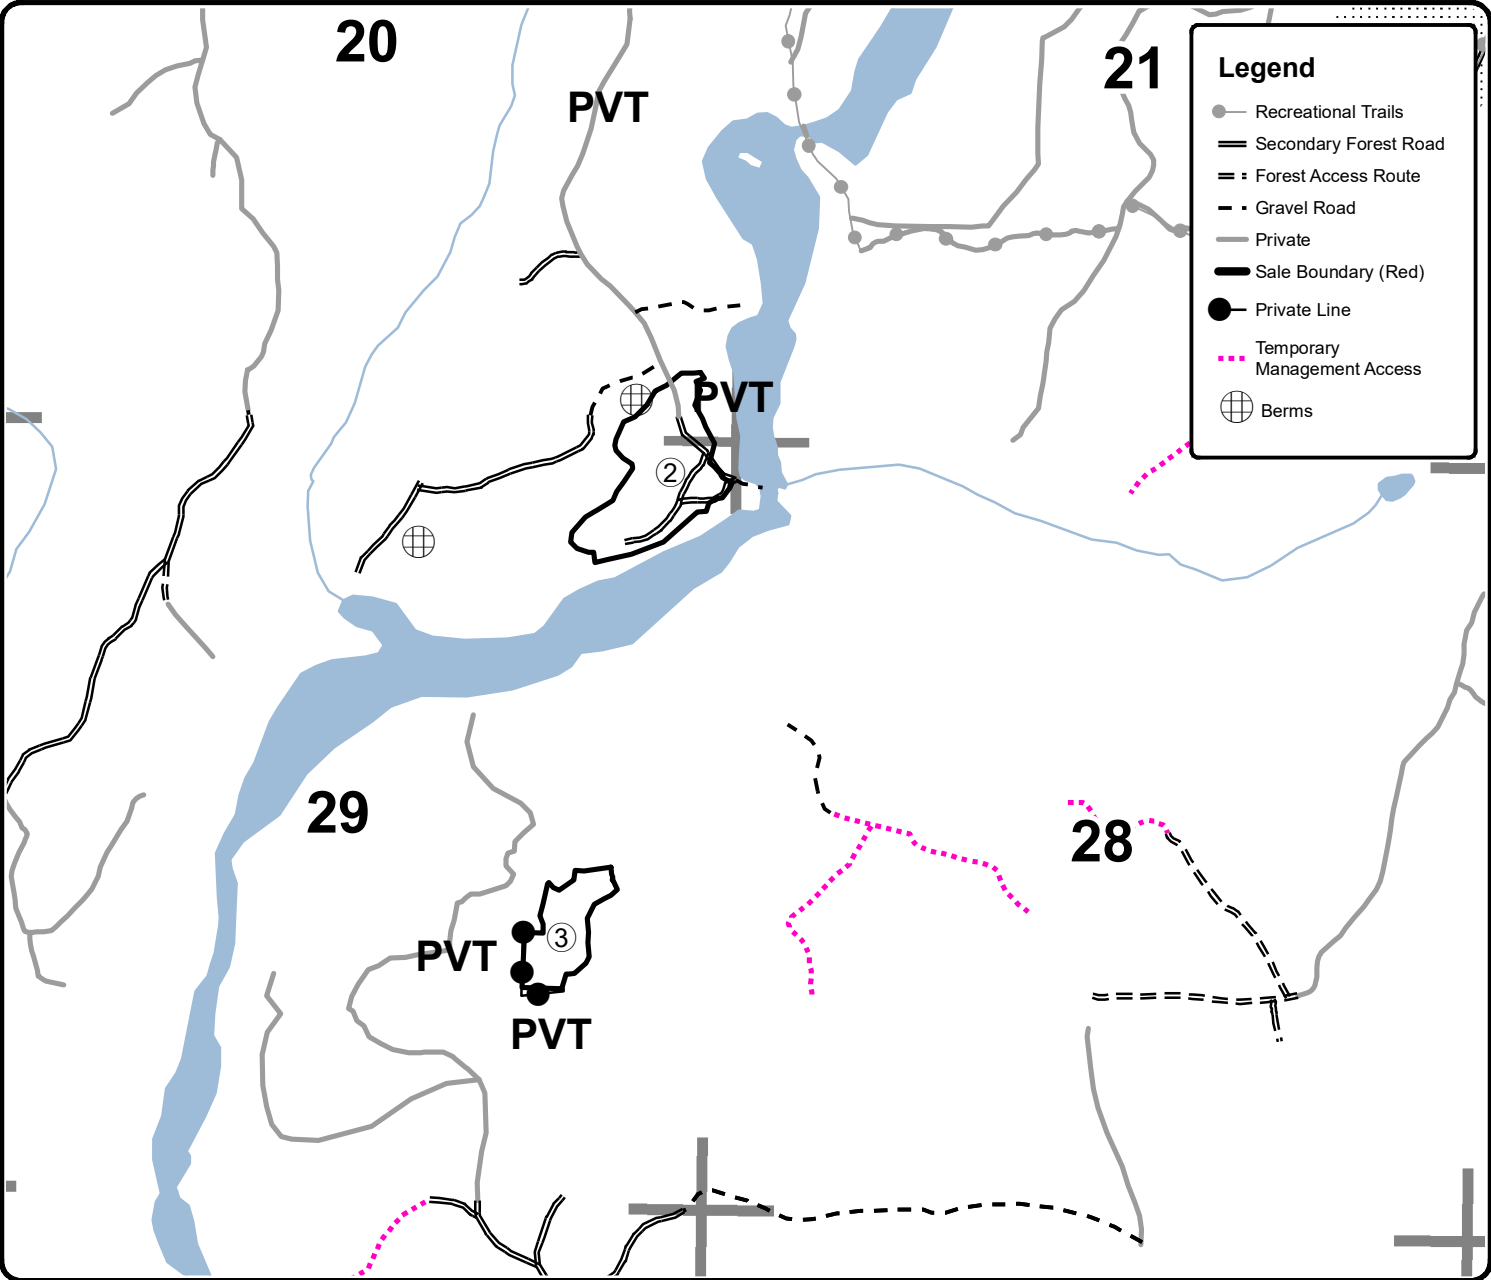 20
21
PVT
Legend
Recreational Trails
Secondary Forest Road
Forest Access Route
Gravel Road
Private
Sale Boundary (Red)
Private Line
Temporary
Management Access
Berms
PVT
2
29
28
3
PVT
PVT